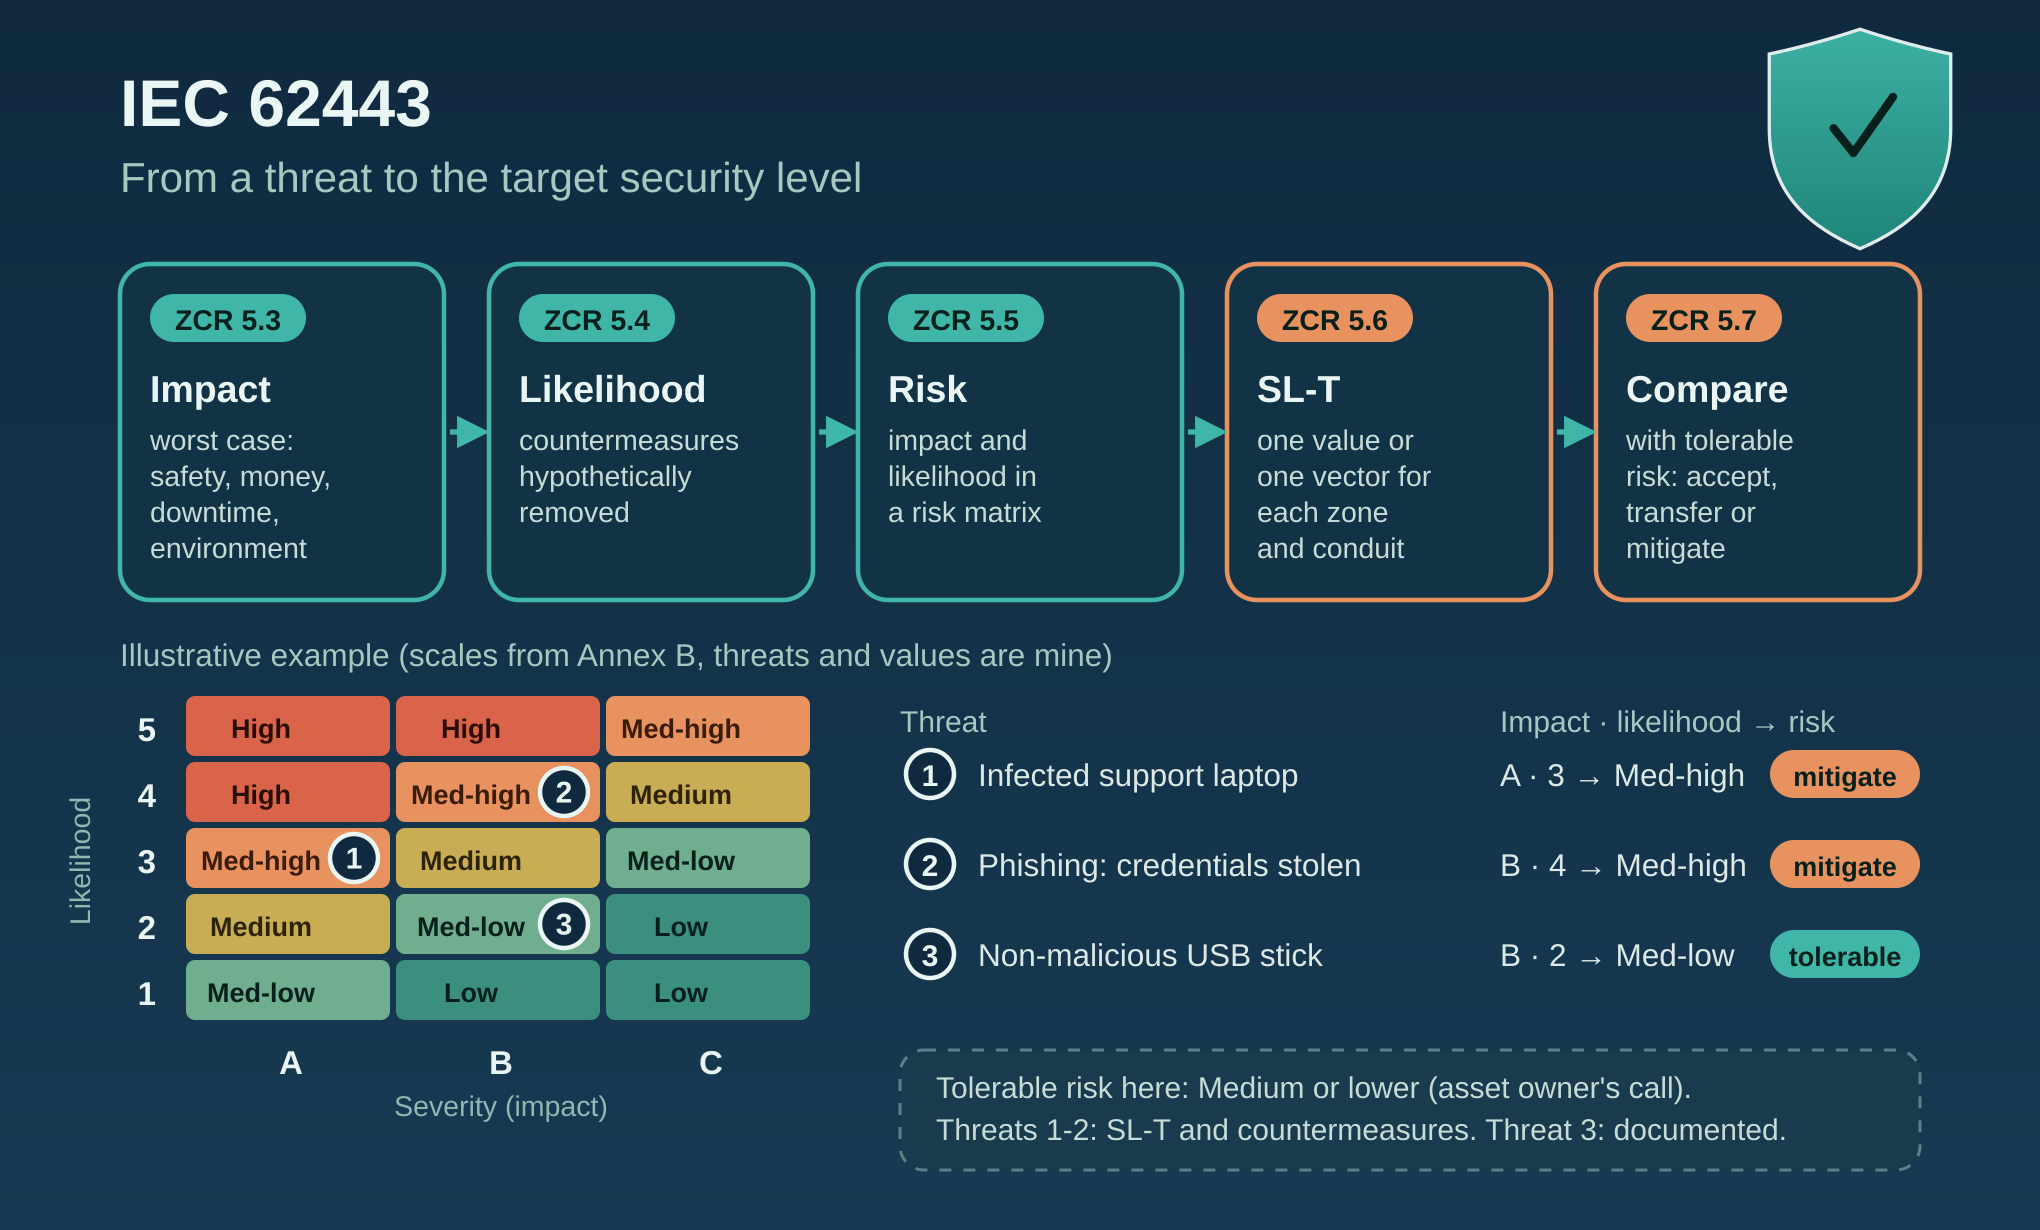 IEC 62443
From a threat to the target security level
ZCR 5.3
Impact
worst case:
safety, money,
downtime,
environment
ZCR 5.4
Likelihood
countermeasures
hypothetically
removed
ZCR 5.5
Risk
impact and
likelihood in
a risk matrix
ZCR 5.6
SL-T
one value or
one vector for
each zone
and conduit
ZCR 5.7
Compare
with tolerable
risk: accept,
transfer or
mitigate
Illustrative example (scales from Annex B, threats and values are mine)
Likelihood
5 High High Med-high
4 High Med-high 2 Medium
3 Med-high 1 Medium Med-low
2 Medium Med-low 3 Low
1 Med-low Low Low
A B C
Severity (impact)
Threat Impact · likelihood → risk
1 Infected support laptop A · 3 → Med-high mitigate
2 Phishing: credentials stolen B · 4 → Med-high mitigate
3 Non-malicious USB stick B · 2 → Med-low tolerable
Tolerable risk here: Medium or lower (asset owner's call).
Threats 1-2: SL-T and countermeasures. Threat 3: documented.